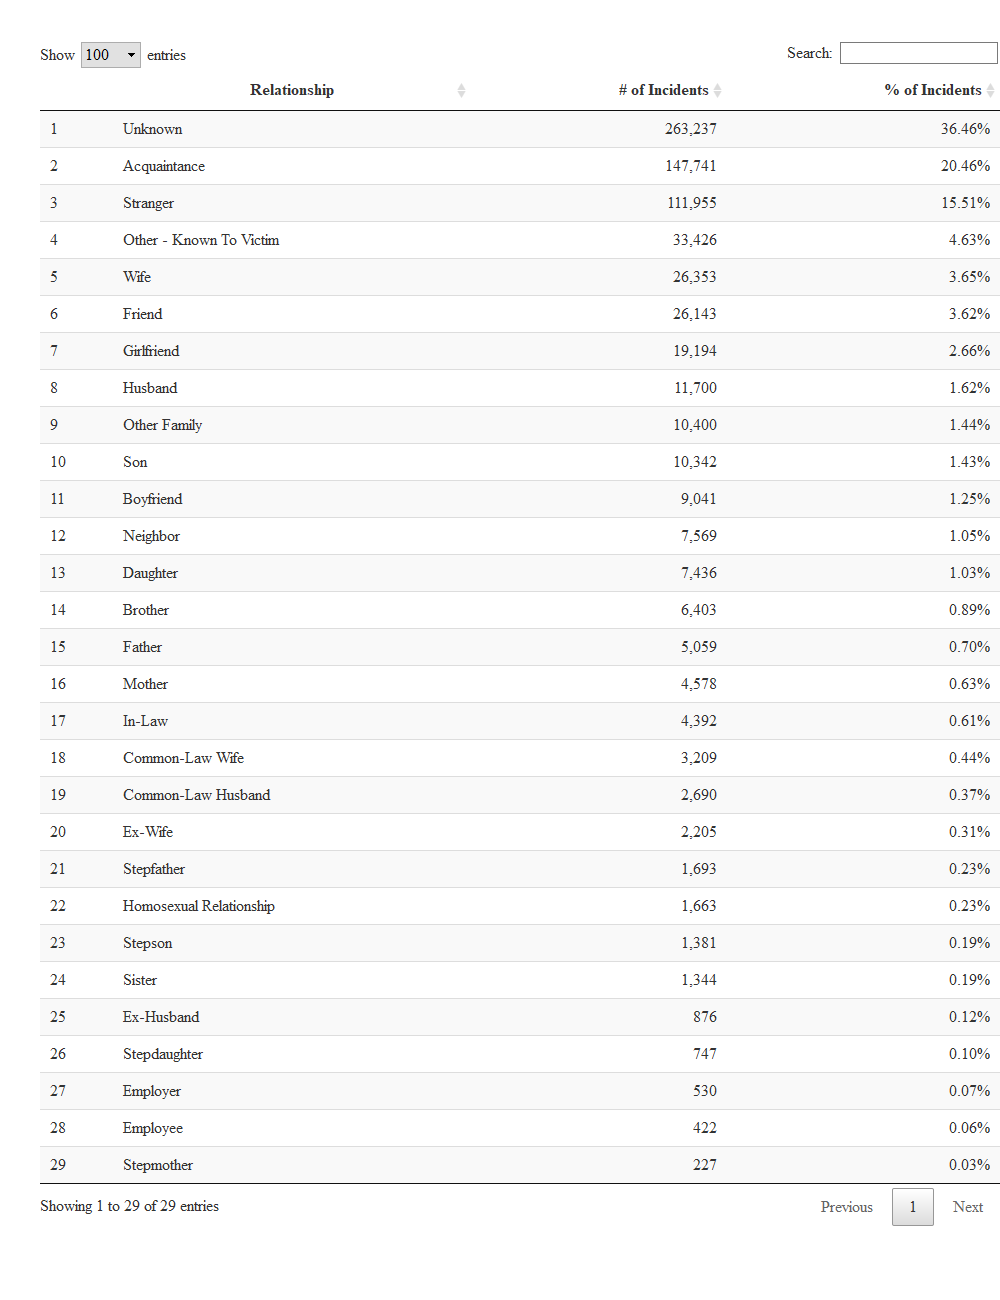 Show 100 entries Search:
Relationship # of Incidents % of Incidents
1 Unknown 263,237 36.46%
2 Acquaintance 147,741 20.46%
3 Stranger 111,955 15.51%
4 Other - Known To Victim 33,426 4.63%
5 Wife 26,353 3.65%
6 Friend 26,143 3.62%
7 Girlfriend 19,194 2.66%
8 Husband 11,700 1.62%
9 Other Family 10,400 1.44%
10 Son 10,342 1.43%
11 Boyfriend 9,041 1.25%
12 Neighbor 7,569 1.05%
13 Daughter 7,436 1.03%
14 Brother 6,403 0.89%
15 Father 5,059 0.70%
16 Mother 4,578 0.63%
17 In-Law 4,392 0.61%
18 Common-Law Wife 3,209 0.44%
19 Common-Law Husband 2,690 0.37%
20 Ex-Wife 2,205 0.31%
21 Stepfather 1,693 0.23%
22 Homosexual Relationship 1,663 0.23%
23 Stepson 1,381 0.19%
24 Sister 1,344 0.19%
25 Ex-Husband 876 0.12%
26 Stepdaughter 747 0.10%
27 Employer 530 0.07%
28 Employee 422 0.06%
29 Stepmother 227 0.03%
Showing 1 to 29 of 29 entries Previous 1 Next